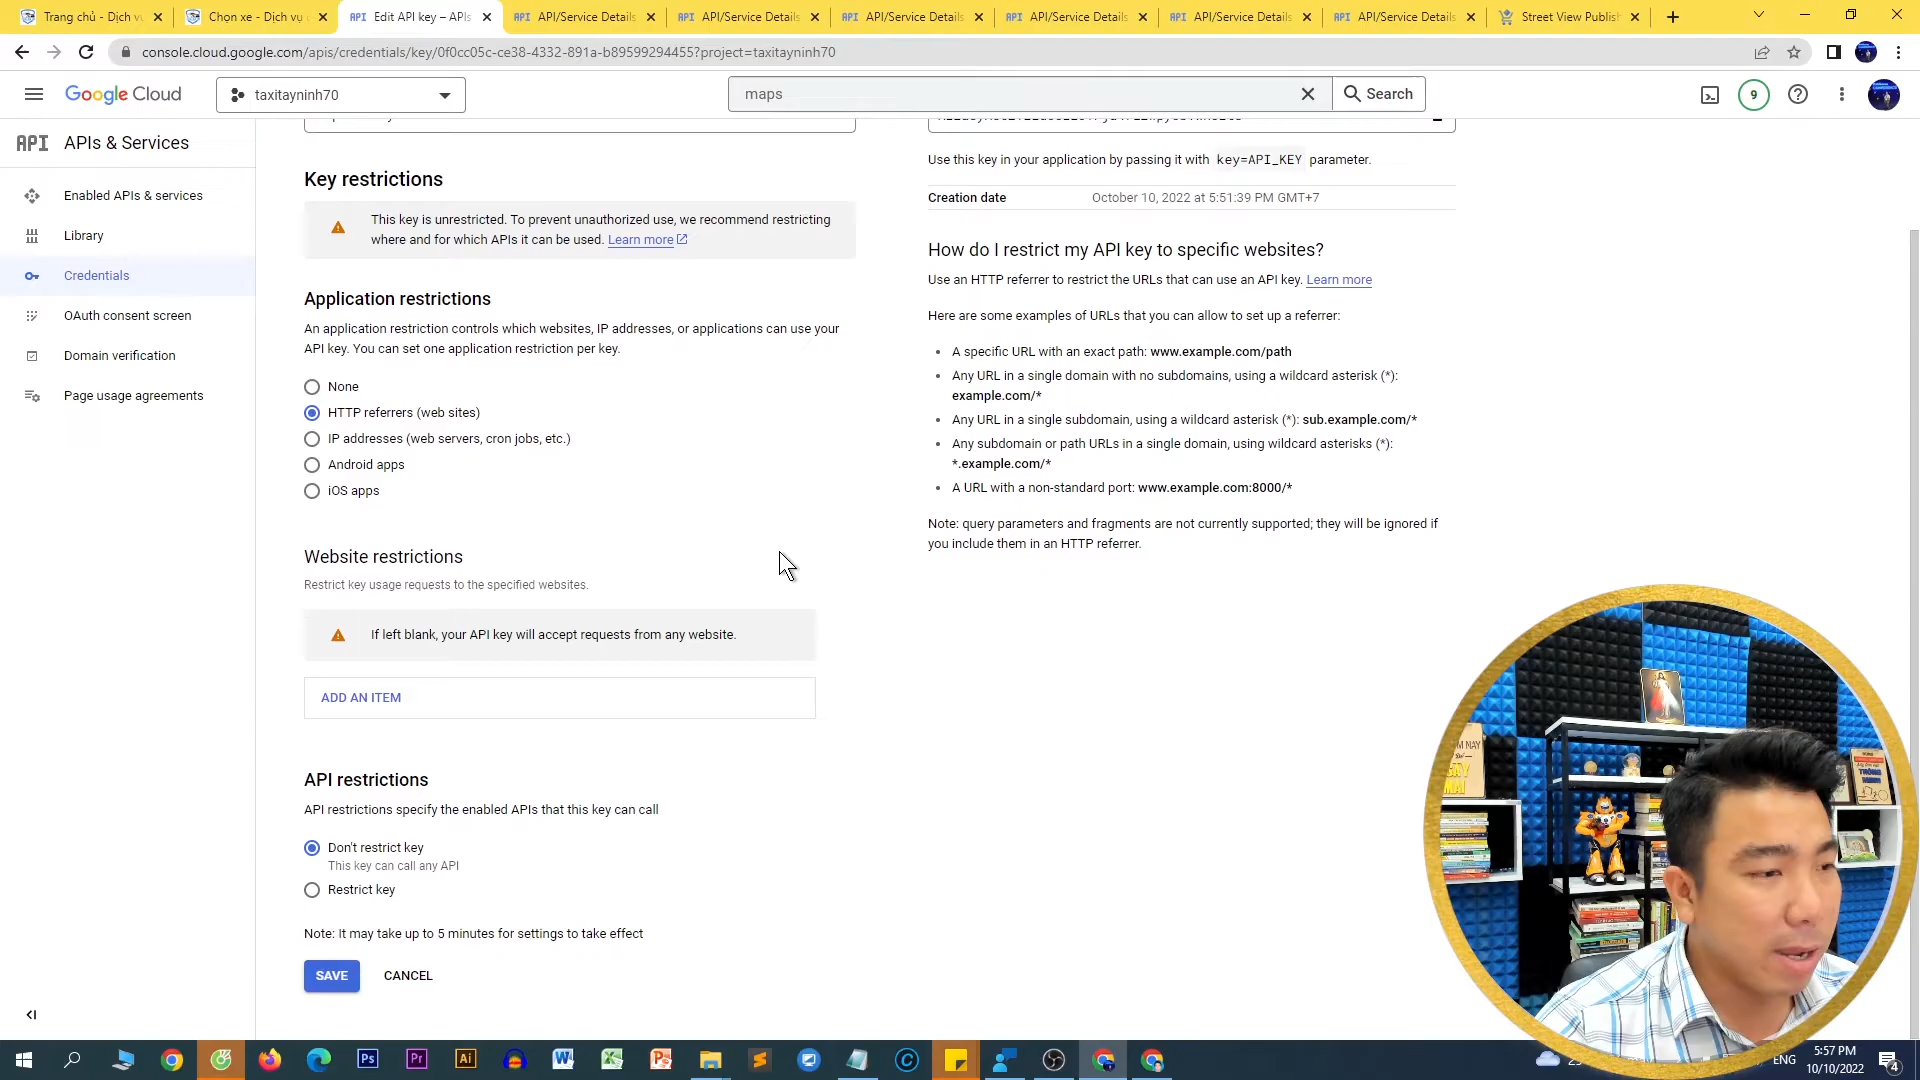 Trang chủ - Dịch vụ
Chọn xe - Dịch vụ
Edit API key – APIs
API/Service Details
API/Service Details
API/Service Details
API/Service Details
API/Service Details
API/Service Details
Street View Publish
console.cloud.google.com/apis/credentials/key/0f0cc05c-ce38-4332-891a-b89599294455?project=taxitayninh70
Google Cloud
taxitayninh70
maps
Search
9
API APIs & Services
Enabled APIs & services
Library
Credentials
OAuth consent screen
Domain verification
Page usage agreements
Key restrictions
This key is unrestricted. To prevent unauthorized use, we recommend restricting
where and for which APIs it can be used. Learn more
Application restrictions
An application restriction controls which websites, IP addresses, or applications can use your
API key. You can set one application restriction per key.
None
HTTP referrers (web sites)
IP addresses (web servers, cron jobs, etc.)
Android apps
iOS apps
Website restrictions
Restrict key usage requests to the specified websites.
If left blank, your API key will accept requests from any website.
ADD AN ITEM
API restrictions
API restrictions specify the enabled APIs that this key can call
Don't restrict key
This key can call any API
Restrict key
Note: It may take up to 5 minutes for settings to take effect
SAVE
CANCEL
Use this key in your application by passing it with key=API_KEY parameter.
Creation date October 10, 2022 at 5:51:39 PM GMT+7
How do I restrict my API key to specific websites?
Use an HTTP referrer to restrict the URLs that can use an API key. Learn more
Here are some examples of URLs that you can allow to set up a referrer:
• A specific URL with an exact path: www.example.com/path
• Any URL in a single domain with no subdomains, using a wildcard asterisk (*):
example.com/*
• Any URL in a single subdomain, using a wildcard asterisk (*): sub.example.com/*
• Any subdomain or path URLs in a single domain, using wildcard asterisks (*):
*.example.com/*
• A URL with a non-standard port: www.example.com:8000/*
Note: query parameters and fragments are not currently supported; they will be ignored if
you include them in an HTTP referrer.
NAY
MAI
Ps
Pr
Ai
ENG
5:57 PM
10/10/2022
4